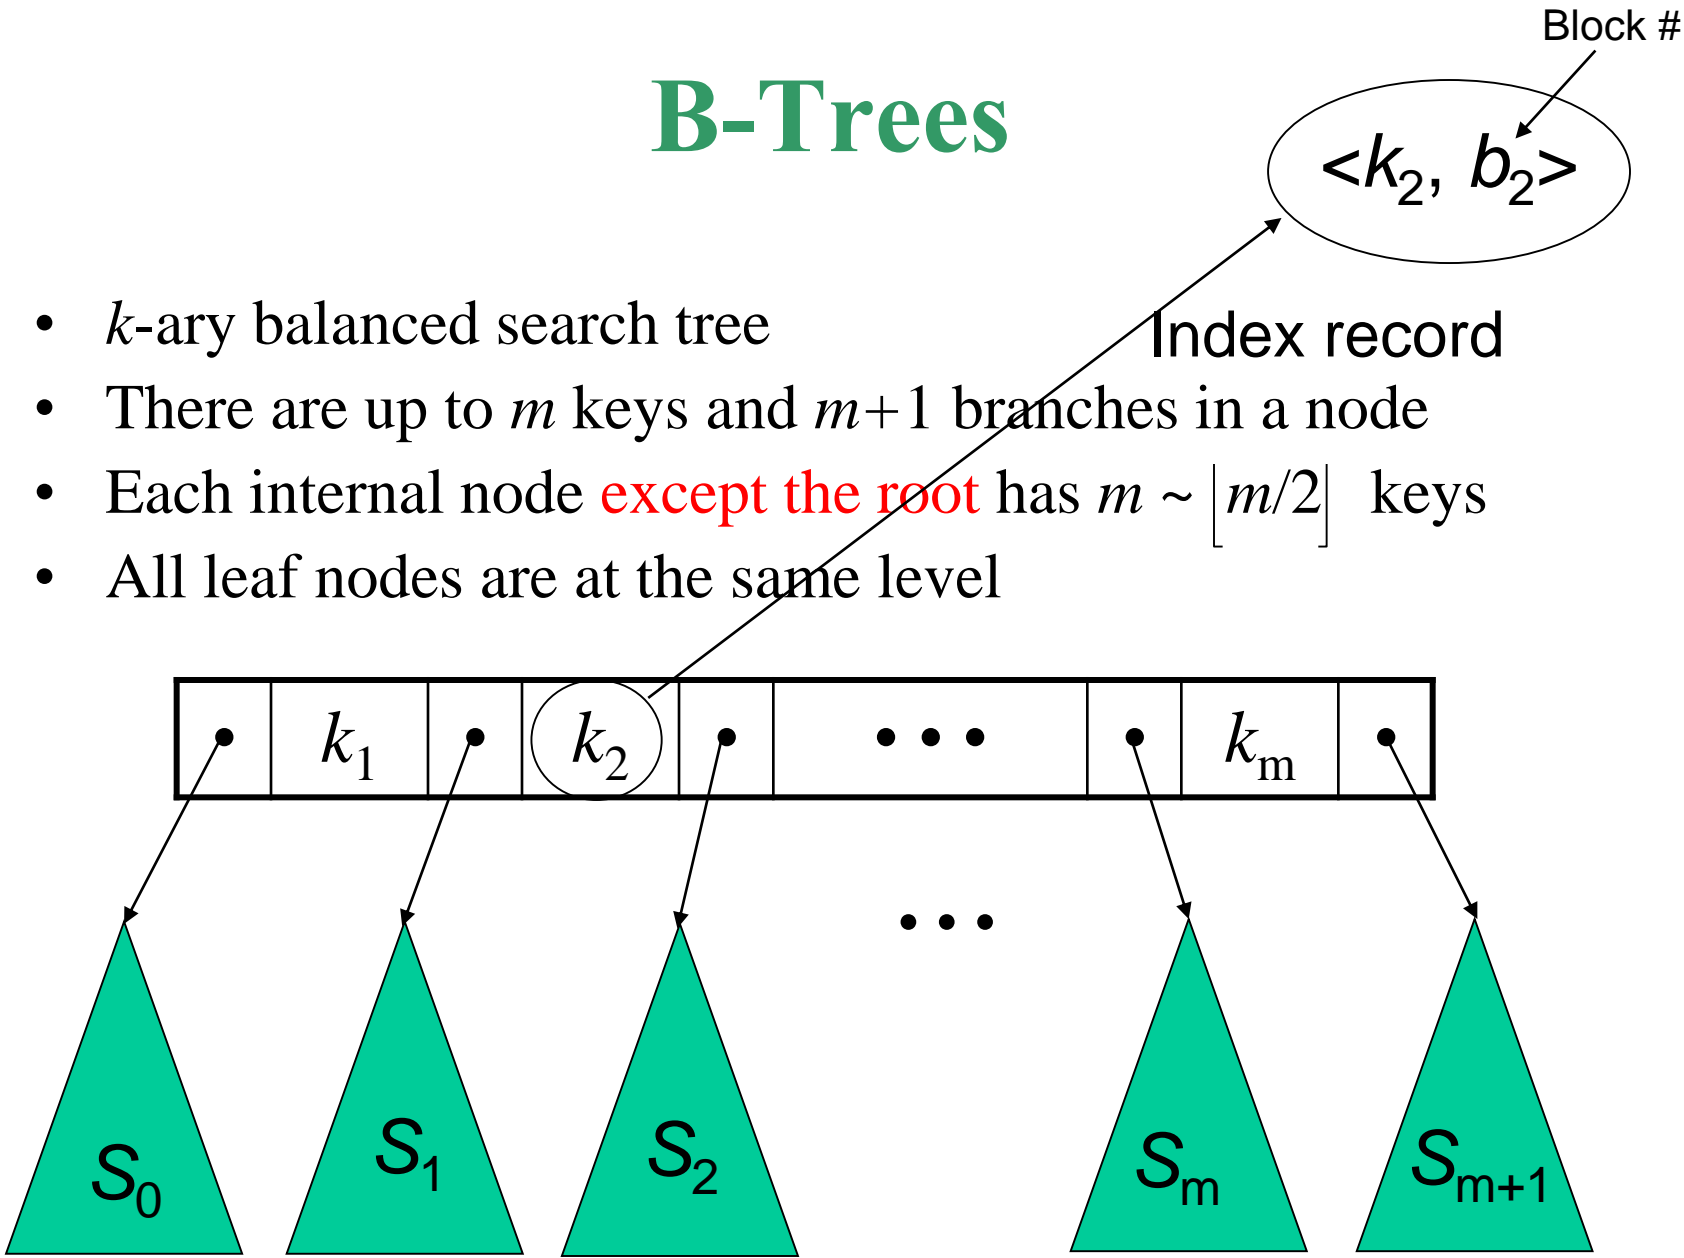 Block #
B-Trees
<k₂, b₂>
• k-ary balanced search tree
Index record
• There are up to m keys and m+1 branches in a node
• Each internal node except the root has m ~ ⌊m/2⌋ keys
• All leaf nodes are at the same level
• k₁ • k₂ • • • • • kₘ •
• • •
S₀ S₁ S₂ Sₘ Sₘ₊₁